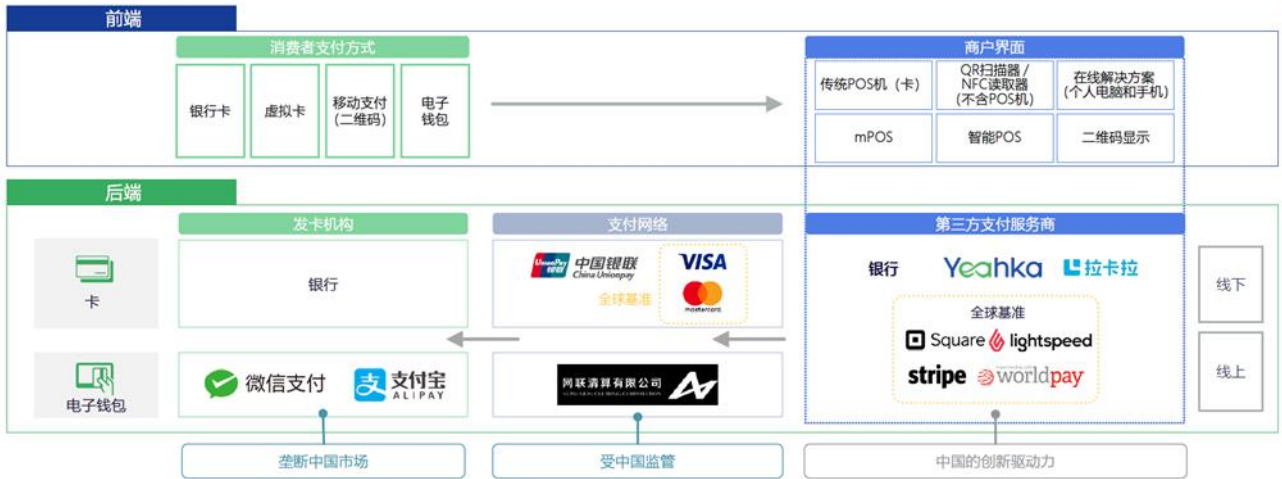 前端
消费者支付方式
银行卡
虚拟卡
移动支付
(二维码)
电子
钱包
商户界面
传统POS机（卡）
QR扫描器 /
NFC读取器
(不含POS机)
在线解决方案
(个人电脑和手机)
mPOS
智能POS
二维码显示
后端
发卡机构
支付网络
第三方支付服务商
卡
银行
UnionPay
银联
中国银联
China Unionpay
全球基准
VISA
mastercard
银行
Yeahka
拉卡拉
全球基准
Square
lightspeed
stripe
worldpay
线下
线上
电子钱包
微信支付
支
支付宝
ALIPAY
网联清算有限公司
垄断中国市场
受中国监管
中国的创新驱动力